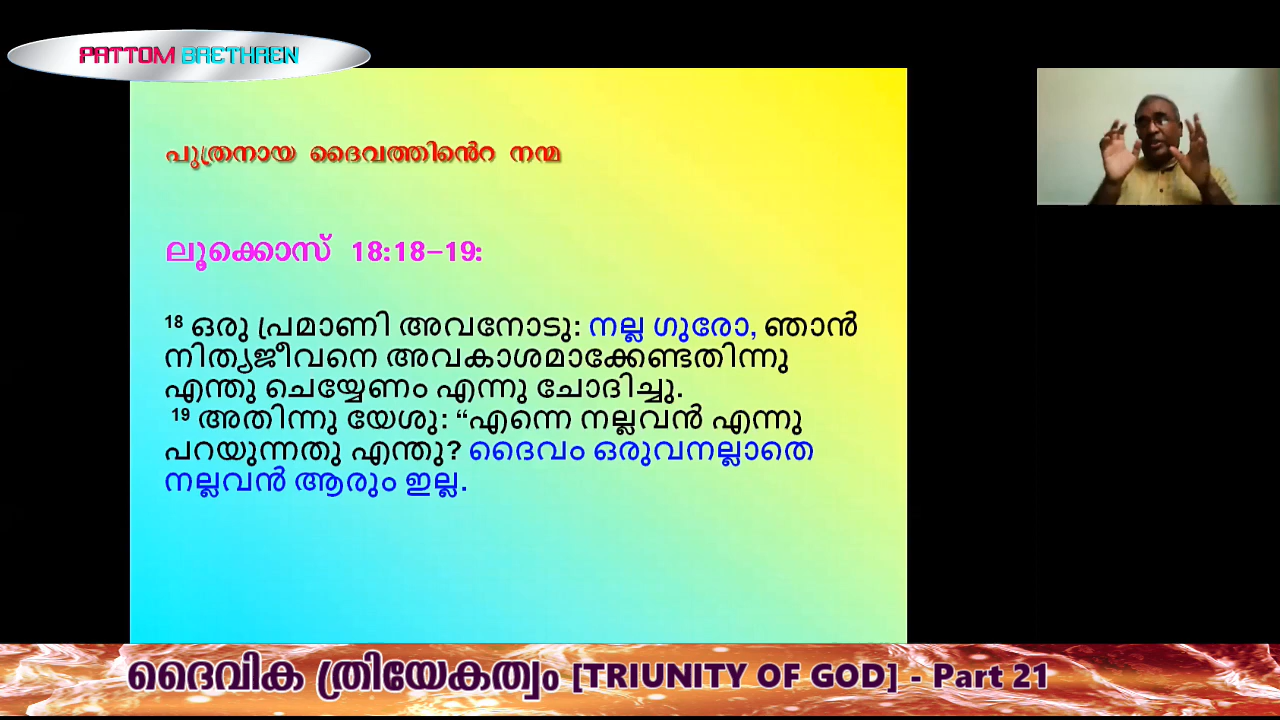 PATTOM BRETHREN
പുത്രനായ ദൈവത്തിൻെറ നന്മ
ലൂക്കൊസ് 18:18-19:
18 ഒരു പ്രമാണി അവനോടു: നല്ല ഗുരോ, ഞാൻ
നിത്യജീവനെ അവകാശമാക്കേണ്ടതിന്നു
എന്തു ചെയ്യേണം എന്നു ചോദിച്ചു.
19 അതിന്നു യേശു: “എന്നെ നല്ലവൻ എന്നു
പറയുന്നതു എന്തു? ദൈവം ഒരുവനല്ലാതെ
നല്ലവൻ ആരും ഇല്ല.
ദൈവിക ത്രിയേകത്വം [TRIUNITY OF GOD] - Part 21